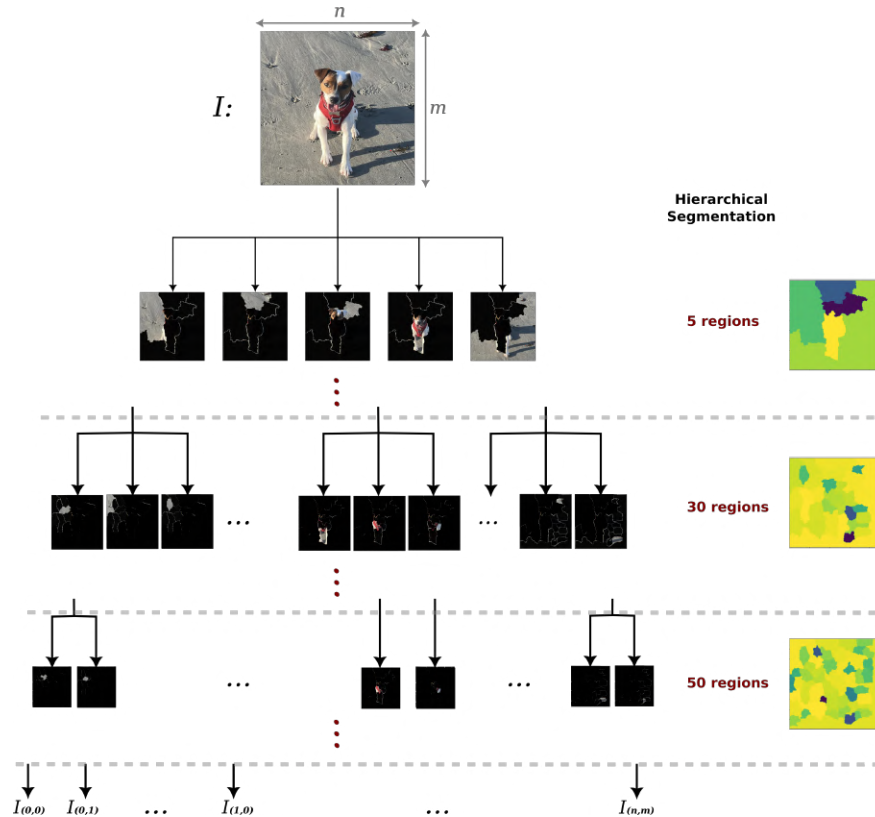 n
I:
m
Hierarchical
Segmentation
5 regions
... ... 30 regions
... ... 50 regions
I(0,0) I(0,1) ... I(1,0) ... I(n,m)